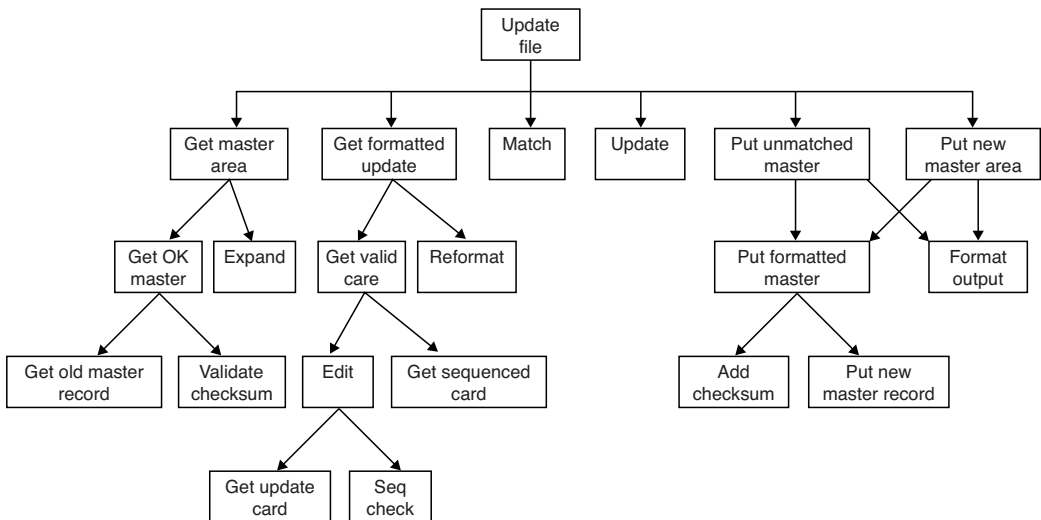 Update
file
Get master
area
Get formatted
update
Match
Update
Put unmatched
master
Put new
master area
Get OK
master
Expand
Get valid
care
Reformat
Put formatted
master
Format
output
Get old master
record
Validate
checksum
Edit
Get sequenced
card
Add
checksum
Put new
master record
Get update
card
Seq
check